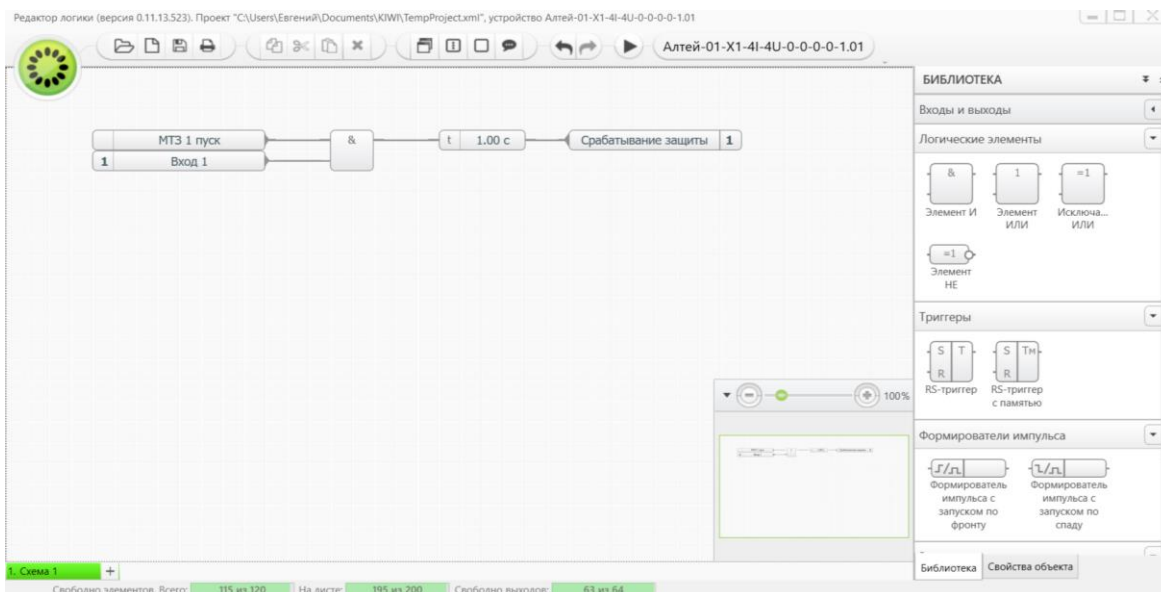 Редактор логики (версия 0.11.13.523). Проект "C:\Users\Евгений\Documents\KIWI\TempProject.xml", устройство Алтей-01-X1-4I-4U-0-0-0-0-1.01
Алтей-01-X1-4I-4U-0-0-0-0-1.01
БИБЛИОТЕКА
Входы и выходы
Логические элементы
МТЗ 1 пуск & t 1.00 с Срабатывание защиты 1
1 Вход 1
& 1 =1
Элемент И Элемент ИЛИ Исключа... ИЛИ
=1
Элемент НЕ
Триггеры
S T R
S Tм R
RS-триггер RS-триггер с памятью
100%
Формирователи импульса
Формирователь импульса с запуском по фронту
Формирователь импульса с запуском по спаду
1. Схема 1 +
Библиотека Свойства объекта
Свободно элементов. Всего: 115 из 120 На листе: 195 из 200 Свободно выходов: 63 из 64